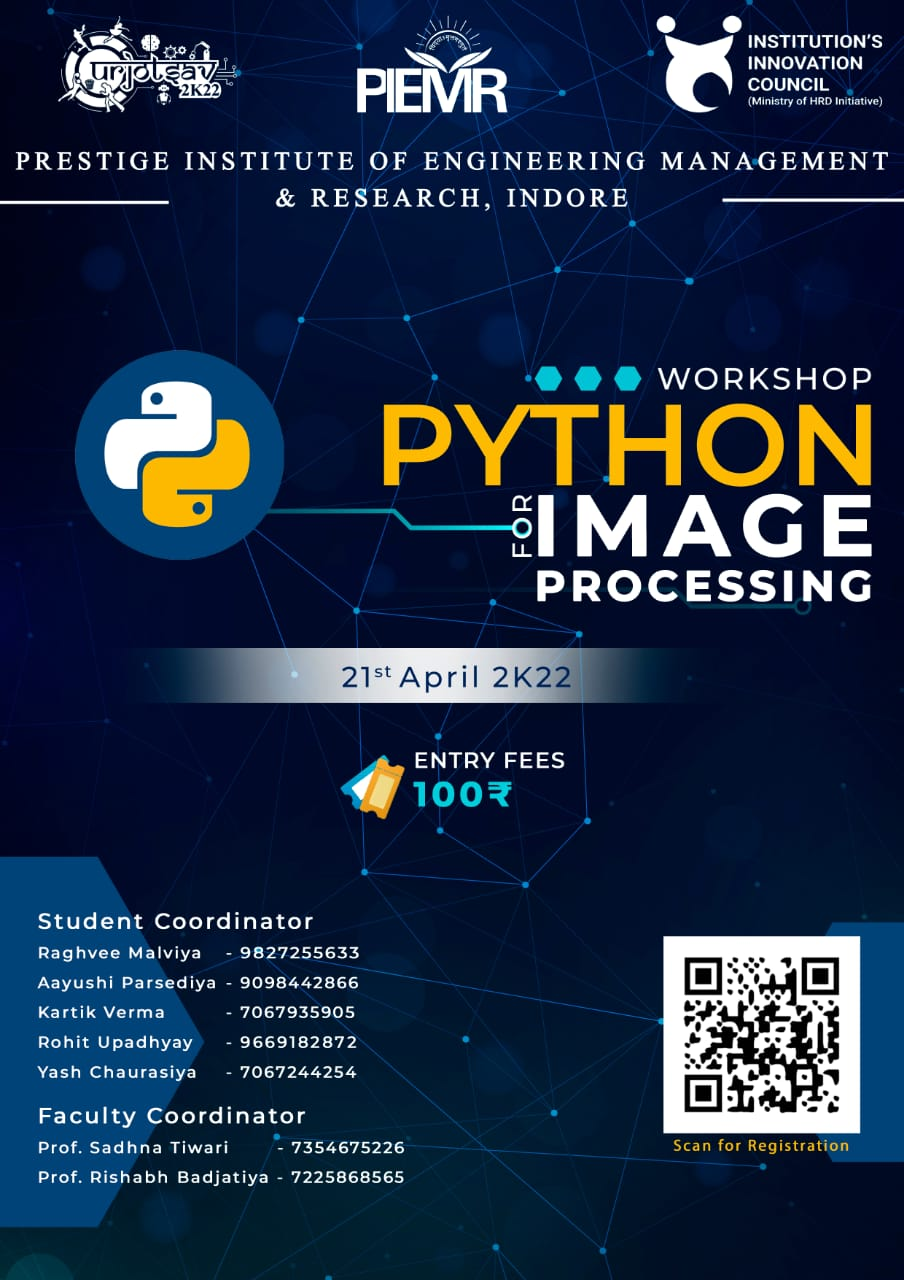 urjotsav
2K22
PIEMR
INSTITUTION'S
INNOVATION
COUNCIL
(Ministry of HRD Initiative)
PRESTIGE INSTITUTE OF ENGINEERING MANAGEMENT
& RESEARCH, INDORE
WORKSHOP
PYTHON
FOR IMAGE
PROCESSING
21st April 2K22
ENTRY FEES
100₹
Student Coordinator
Raghvee Malviya - 9827255633
Aayushi Parsediya - 9098442866
Kartik Verma - 7067935905
Rohit Upadhyay - 9669182872
Yash Chaurasiya - 7067244254
Faculty Coordinator
Prof. Sadhna Tiwari - 7354675226
Prof. Rishabh Badjatiya - 7225868565
Scan for Registration